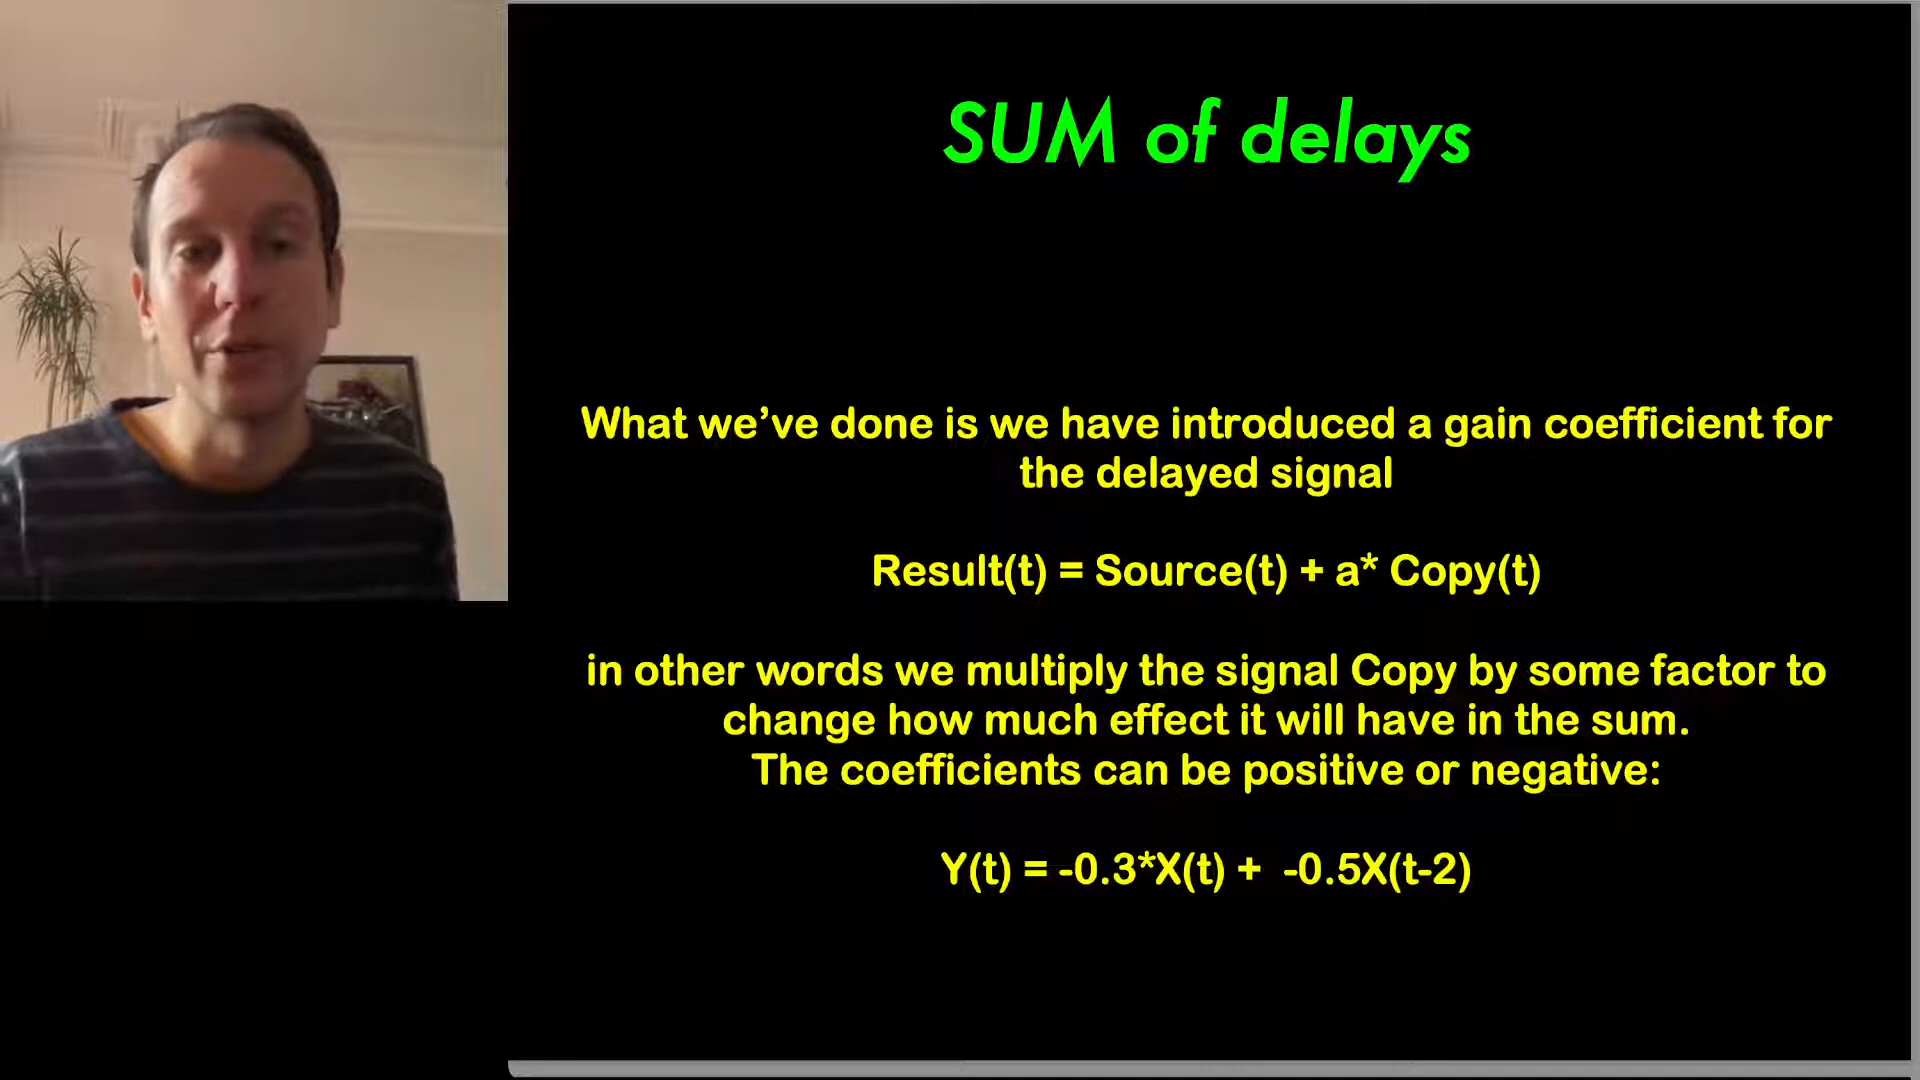 SUM of delays
What we’ve done is we have introduced a gain coefficient for
the delayed signal
Result(t) = Source(t) + a* Copy(t)
in other words we multiply the signal Copy by some factor to
change how much effect it will have in the sum.
The coefficients can be positive or negative:
Y(t) = -0.3*X(t) +  -0.5X(t-2)